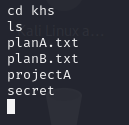 cd khs
ls
planA.txt
planB.txt
projectA
secret